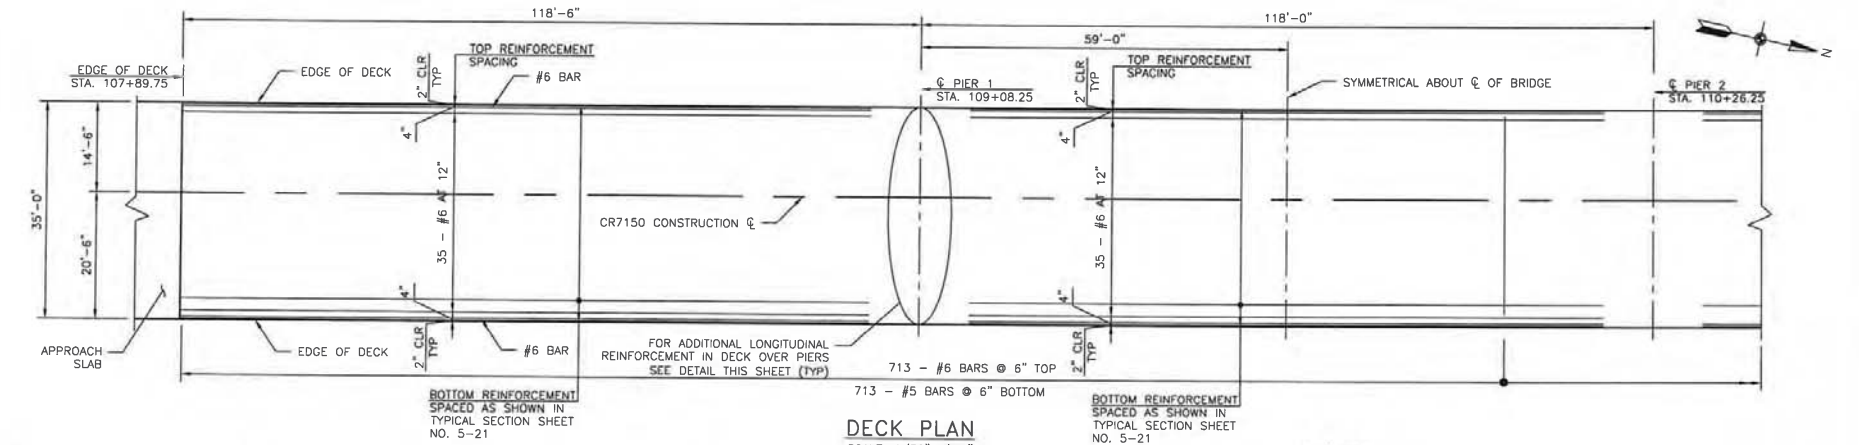 118'-6"
118'-0"
59'-0"
N
EDGE OF DECK
STA. 107+89.75
EDGE OF DECK
2" CLR
TYP
TOP REINFORCEMENT
SPACING
#6 BAR
℄ PIER 1
STA. 109+08.25
2" CLR
TYP
TOP REINFORCEMENT
SPACING
SYMMETRICAL ABOUT ℄ OF BRIDGE
℄ PIER 2
STA. 110+26.25
4"
4"
35'-0"
14'-6"
20'-6"
35 - #6 AT 12"
CR7150 CONSTRUCTION ℄
35 - #6 AT 12"
4"
4"
APPROACH
SLAB
EDGE OF DECK
2" CLR
TYP
#6 BAR
FOR ADDITIONAL LONGITUDINAL
REINFORCEMENT IN DECK OVER PIERS
SEE DETAIL THIS SHEET (TYP)
2" CLR
TYP
713 - #6 BARS @ 6" TOP
713 - #5 BARS @ 6" BOTTOM
BOTTOM REINFORCEMENT
SPACED AS SHOWN IN
TYPICAL SECTION SHEET
NO. 5-21
BOTTOM REINFORCEMENT
SPACED AS SHOWN IN
TYPICAL SECTION SHEET
NO. 5-21
DECK PLAN